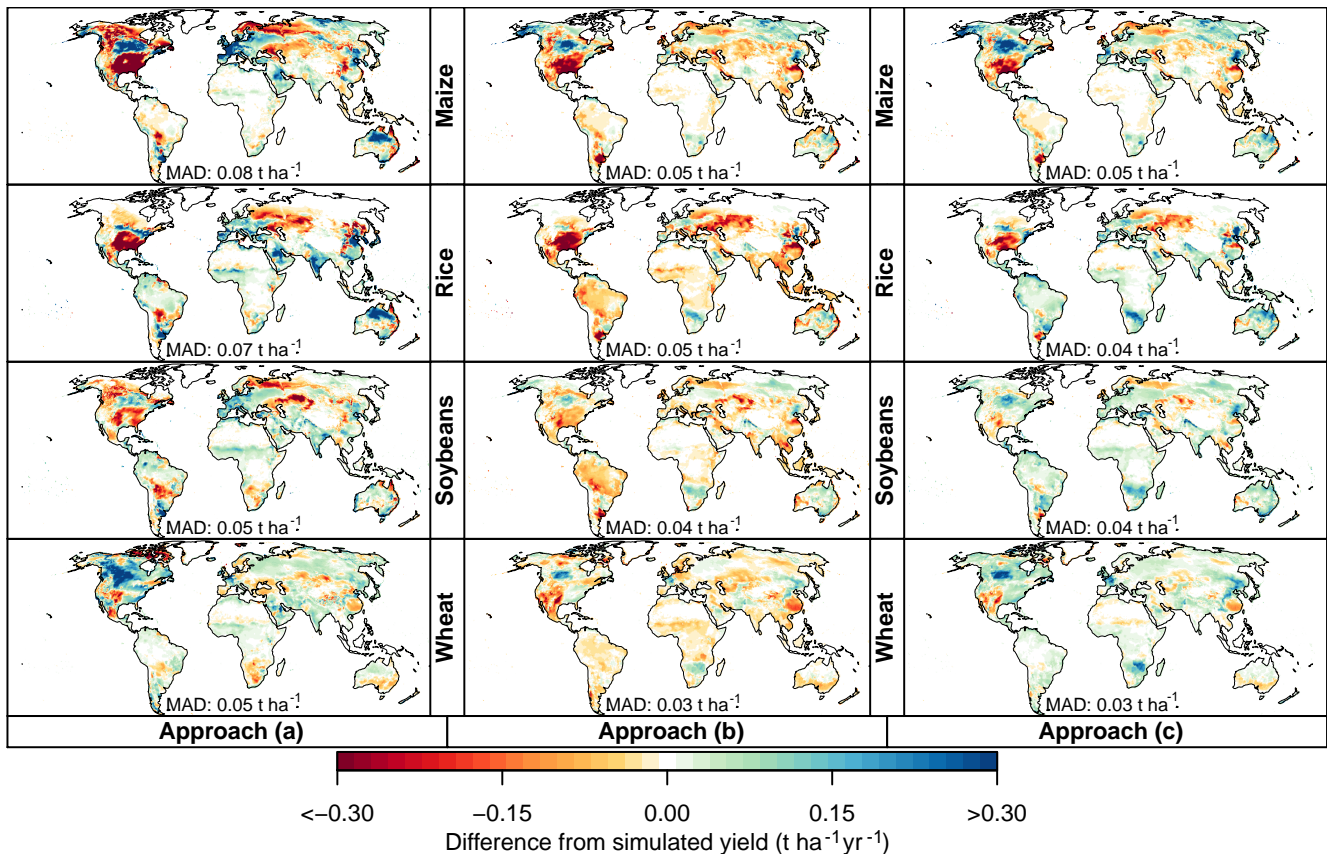 Maize
Maize
MAD: 0.08 t ha⁻¹
MAD: 0.05 t ha⁻¹
MAD: 0.05 t ha⁻¹
Rice
Rice
MAD: 0.07 t ha⁻¹
MAD: 0.05 t ha⁻¹
MAD: 0.04 t ha⁻¹
Soybeans
Soybeans
MAD: 0.05 t ha⁻¹
MAD: 0.04 t ha⁻¹
MAD: 0.04 t ha⁻¹
Wheat
Wheat
MAD: 0.05 t ha⁻¹
MAD: 0.03 t ha⁻¹
MAD: 0.03 t ha⁻¹
Approach (a)
Approach (b)
Approach (c)
<−0.30 −0.15 0.00 0.15 >0.30
Difference from simulated yield (t ha⁻¹yr⁻¹)